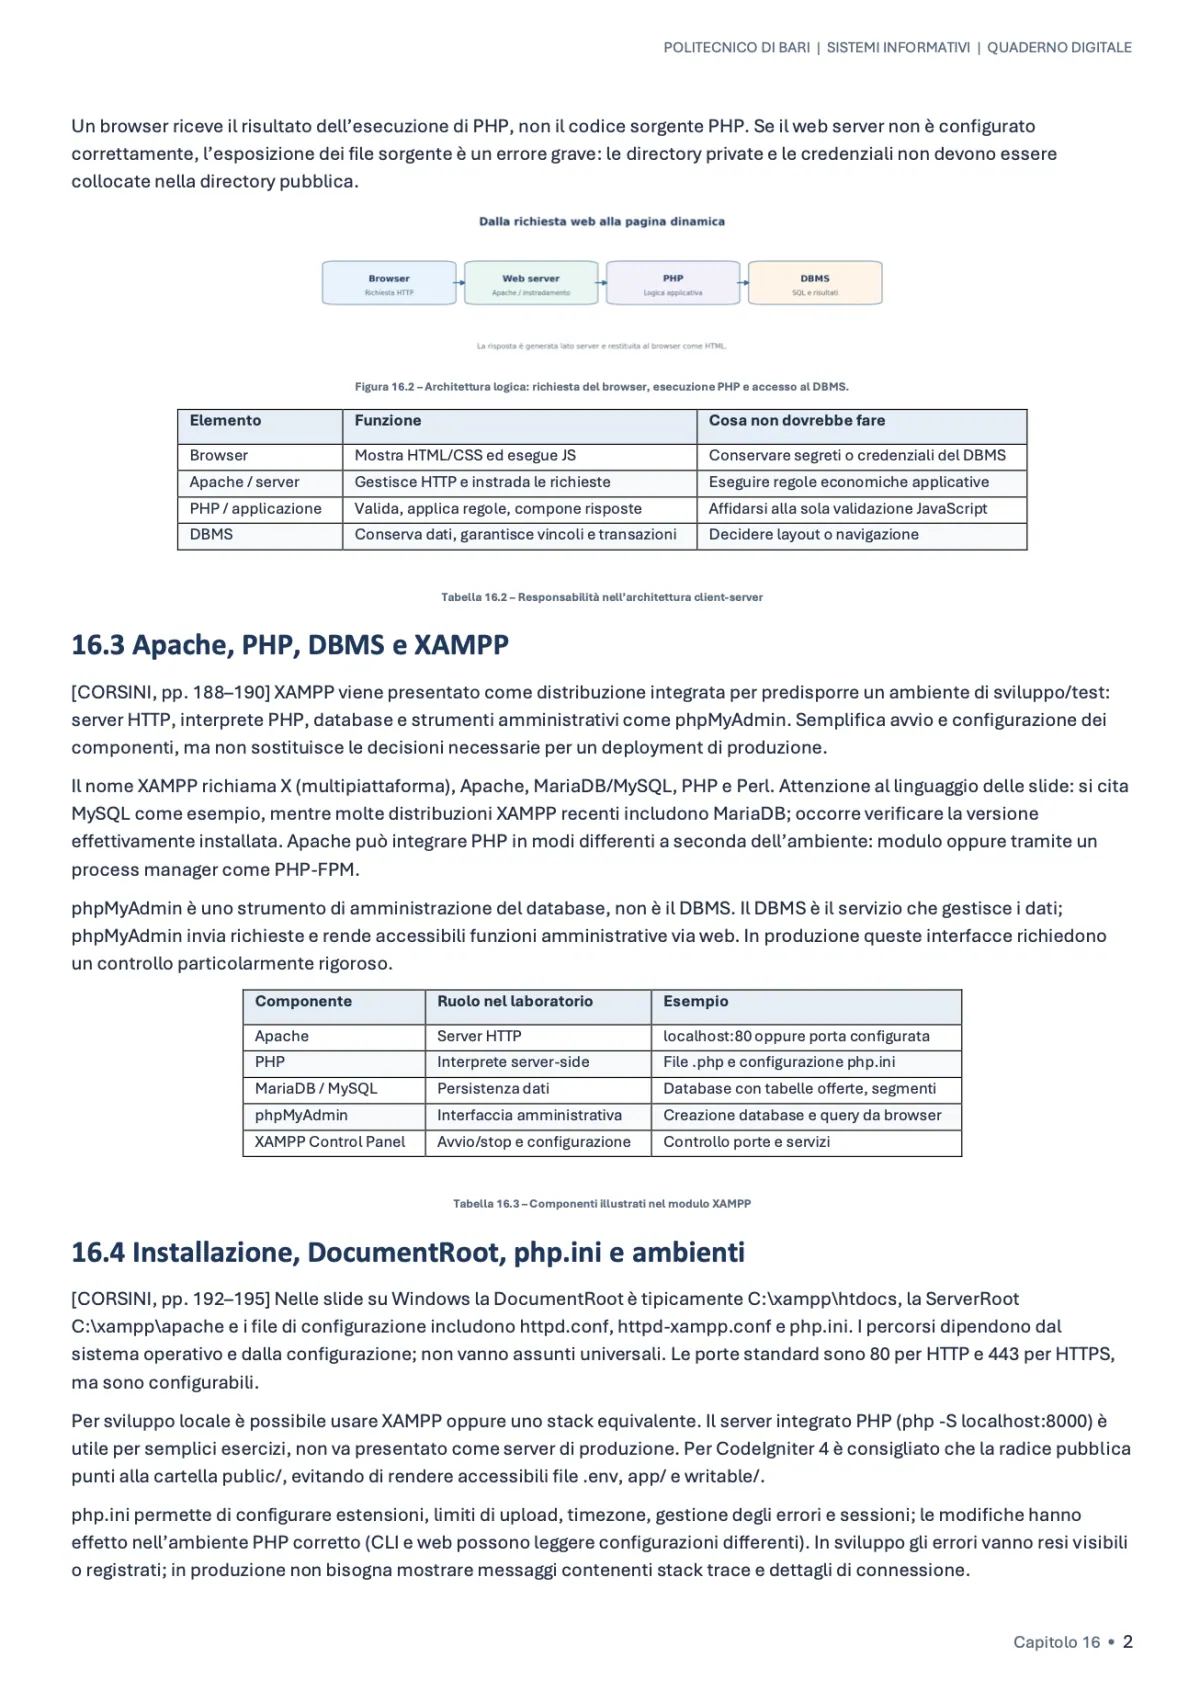 POLITECNICO DI BARI | SISTEMI INFORMATIVI | QUADERNO DIGITALE
Un browser riceve il risultato dell’esecuzione di PHP, non il codice sorgente PHP. Se il web server non è configurato
correttamente, l’esposizione dei file sorgente è un errore grave: le directory private e le credenziali non devono essere
collocate nella directory pubblica.
Dalla richiesta web alla pagina dinamica
Browser Web server PHP DBMS
Richiesta HTTP Apache / instradamento Logica applicativa SQL e risultati
La risposta è generata lato server e restituita al browser come HTML.
Figura 16.2 – Architettura logica: richiesta del browser, esecuzione PHP e accesso al DBMS.
Elemento Funzione Cosa non dovrebbe fare
Browser Mostra HTML/CSS ed esegue JS Conservare segreti o credenziali del DBMS
Apache / server Gestisce HTTP e instrada le richieste Eseguire regole economiche applicative
PHP / applicazione Valida, applica regole, compone risposte Affidarsi alla sola validazione JavaScript
DBMS Conserva dati, garantisce vincoli e transazioni Decidere layout o navigazione
Tabella 16.2 – Responsabilità nell’architettura client-server
16.3 Apache, PHP, DBMS e XAMPP
[CORSINI, pp. 188–190] XAMPP viene presentato come distribuzione integrata per predisporre un ambiente di sviluppo/test:
server HTTP, interprete PHP, database e strumenti amministrativi come phpMyAdmin. Semplifica avvio e configurazione dei
componenti, ma non sostituisce le decisioni necessarie per un deployment di produzione.
Il nome XAMPP richiama X (multipiattaforma), Apache, MariaDB/MySQL, PHP e Perl. Attenzione al linguaggio delle slide: si cita
MySQL come esempio, mentre molte distribuzioni XAMPP recenti includono MariaDB; occorre verificare la versione
effettivamente installata. Apache può integrare PHP in modi differenti a seconda dell’ambiente: modulo oppure tramite un
process manager come PHP-FPM.
phpMyAdmin è uno strumento di amministrazione del database, non è il DBMS. Il DBMS è il servizio che gestisce i dati;
phpMyAdmin invia richieste e rende accessibili funzioni amministrative via web. In produzione queste interfacce richiedono
un controllo particolarmente rigoroso.
Componente Ruolo nel laboratorio Esempio
Apache Server HTTP localhost:80 oppure porta configurata
PHP Interprete server-side File .php e configurazione php.ini
MariaDB / MySQL Persistenza dati Database con tabelle offerte, segmenti
phpMyAdmin Interfaccia amministrativa Creazione database e query da browser
XAMPP Control Panel Avvio/stop e configurazione Controllo porte e servizi
Tabella 16.3 – Componenti illustrati nel modulo XAMPP
16.4 Installazione, DocumentRoot, php.ini e ambienti
[CORSINI, pp. 192–195] Nelle slide su Windows la DocumentRoot è tipicamente C:\xampp\htdocs, la ServerRoot
C:\xampp\apache e i file di configurazione includono httpd.conf, httpd-xampp.conf e php.ini. I percorsi dipendono dal
sistema operativo e dalla configurazione; non vanno assunti universali. Le porte standard sono 80 per HTTP e 443 per HTTPS,
ma sono configurabili.
Per sviluppo locale è possibile usare XAMPP oppure uno stack equivalente. Il server integrato PHP (php -S localhost:8000) è
utile per semplici esercizi, non va presentato come server di produzione. Per CodeIgniter 4 è consigliato che la radice pubblica
punti alla cartella public/, evitando di rendere accessibili file .env, app/ e writable/.
php.ini permette di configurare estensioni, limiti di upload, timezone, gestione degli errori e sessioni; le modifiche hanno
effetto nell’ambiente PHP corretto (CLI e web possono leggere configurazioni differenti). In sviluppo gli errori vanno resi visibili
o registrati; in produzione non bisogna mostrare messaggi contenenti stack trace e dettagli di connessione.
Capitolo 16 • 2